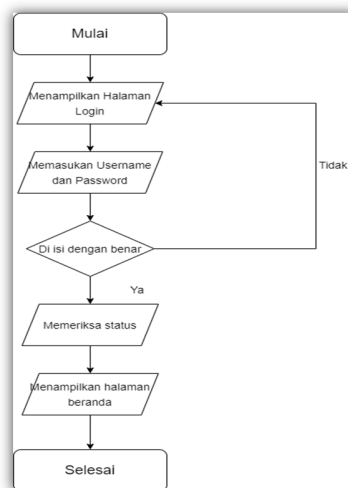 Mulai
Menampilkan Halaman
Login
Memasukan Username
dan Password
Tidak
Di isi dengan benar
Ya
Memeriksa status
Menampilkan halaman
beranda
Selesai